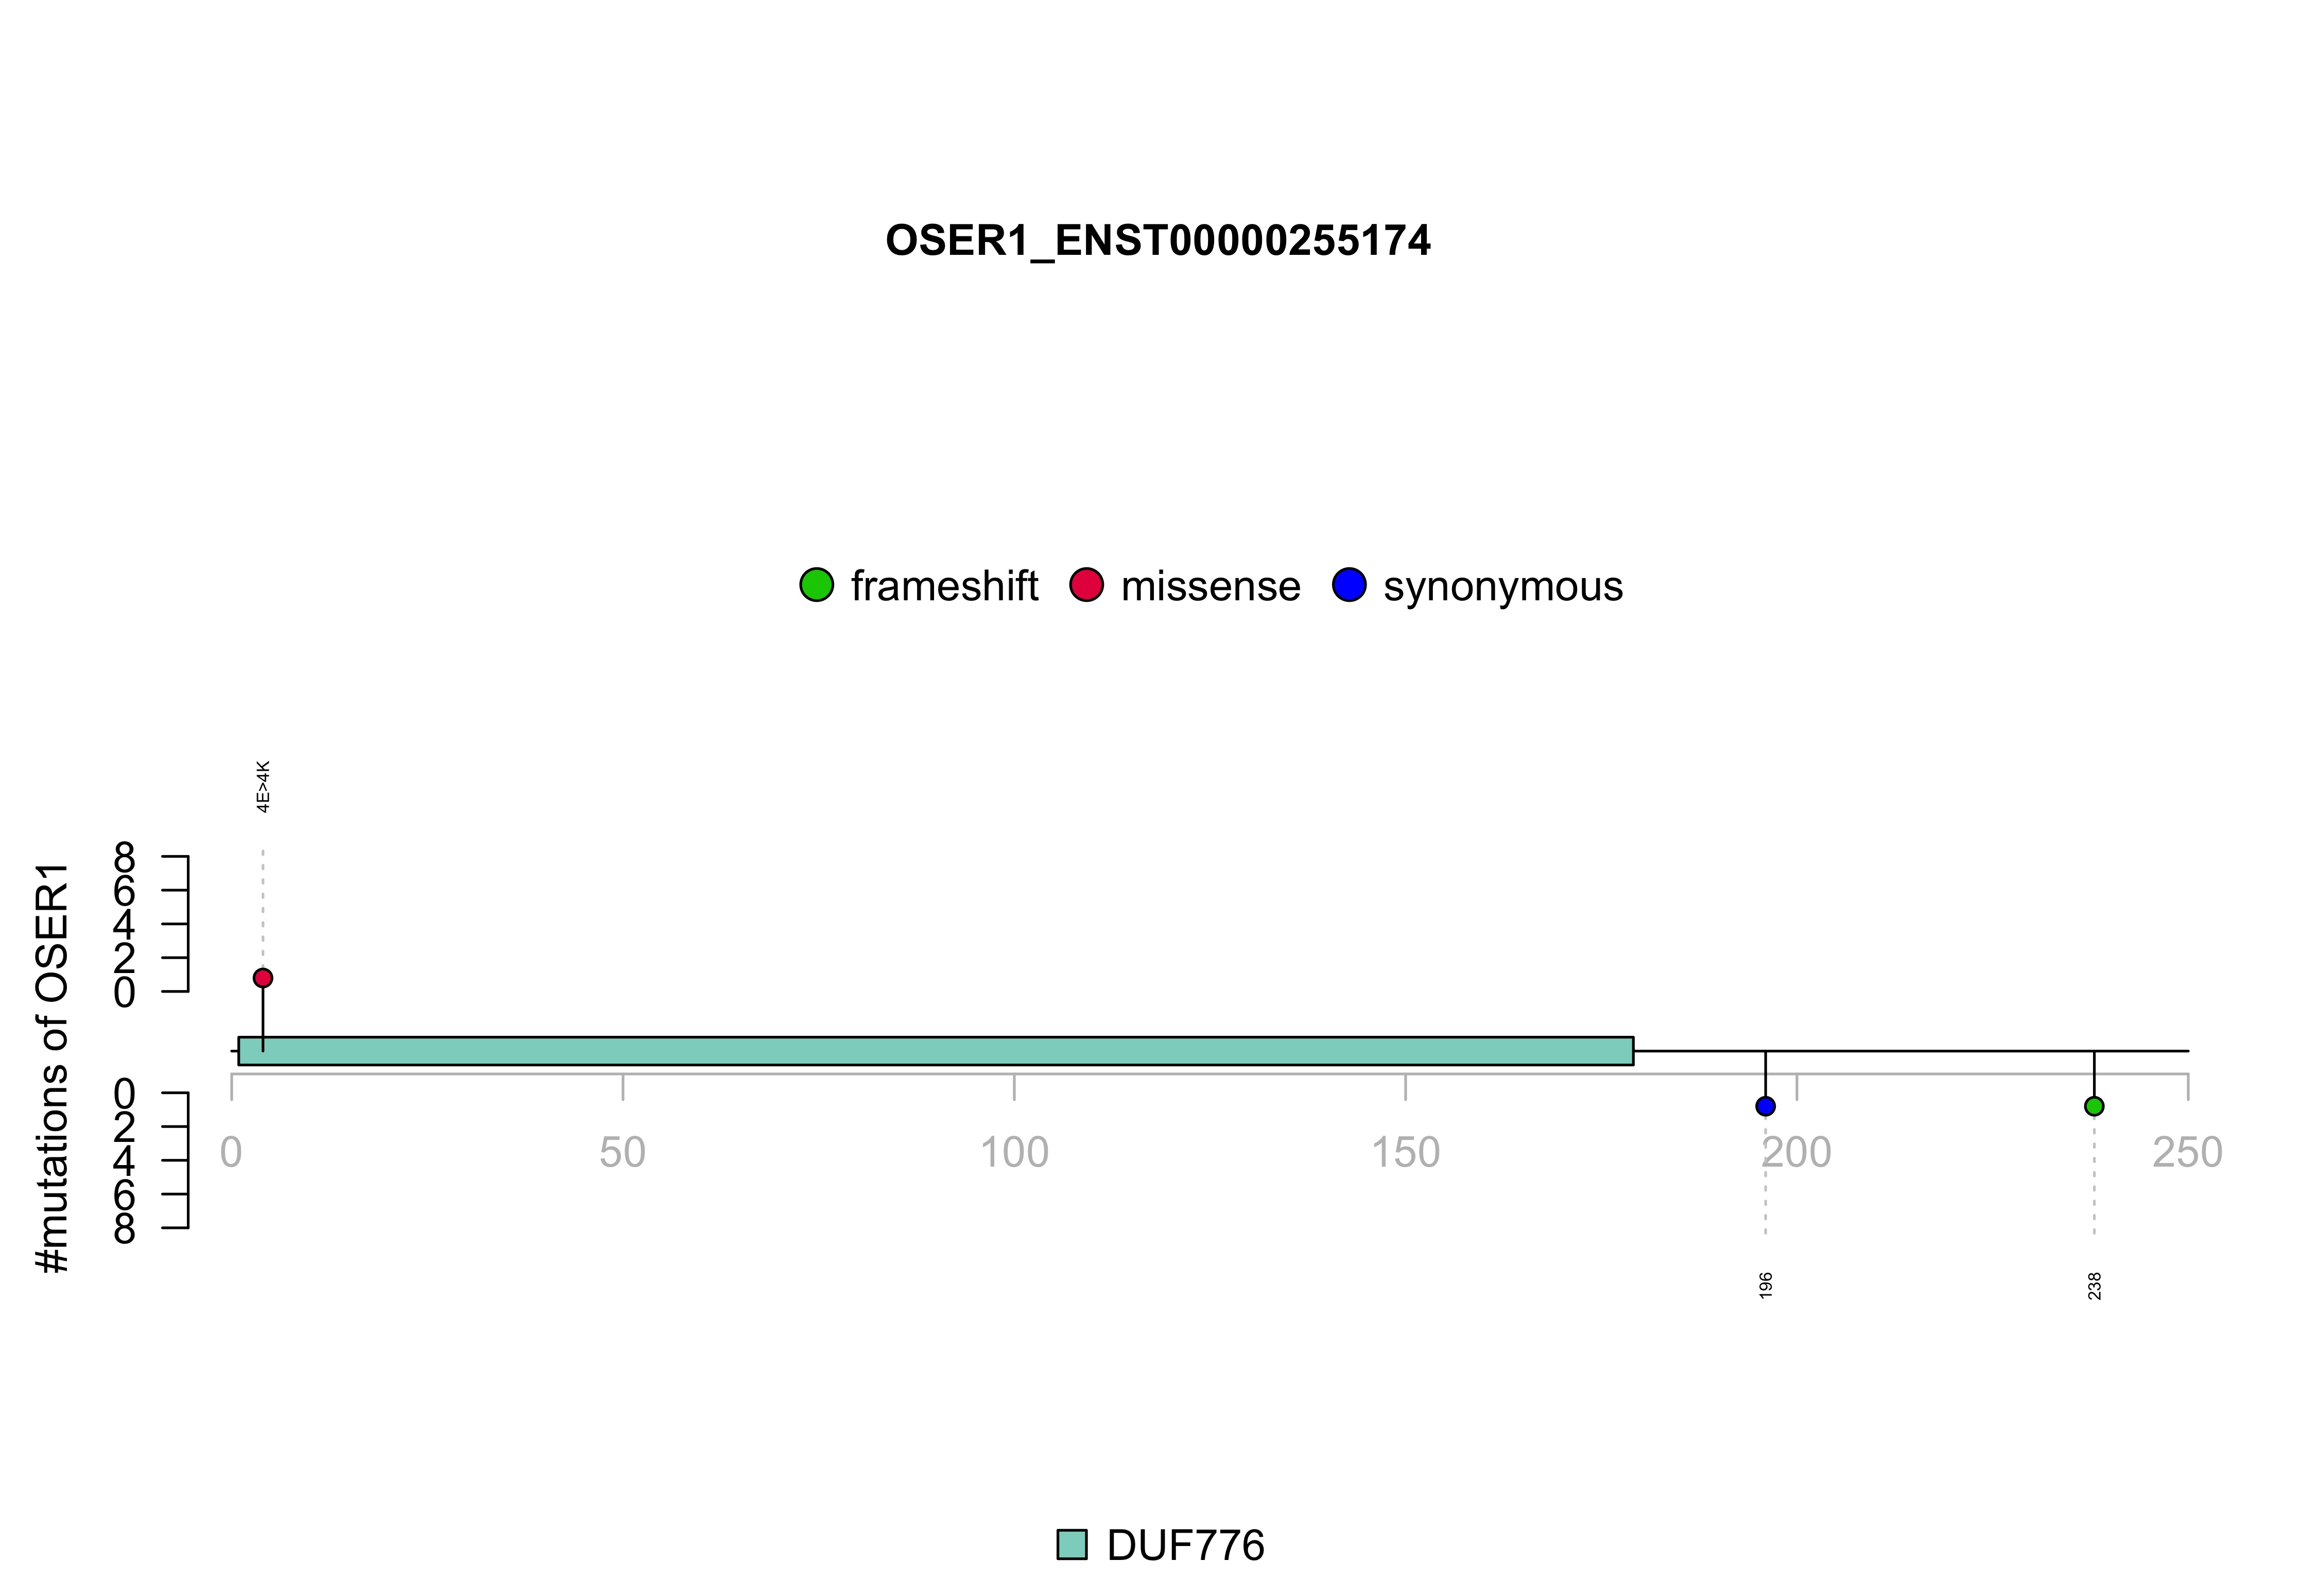 OSER1_ENST00000255174
frameshift missense synonymous
4E>4K
#mutations of OSER1
8
6
4
2
0
0
2
4
6
8
0 50 100 150 200 250
196 238
DUF776